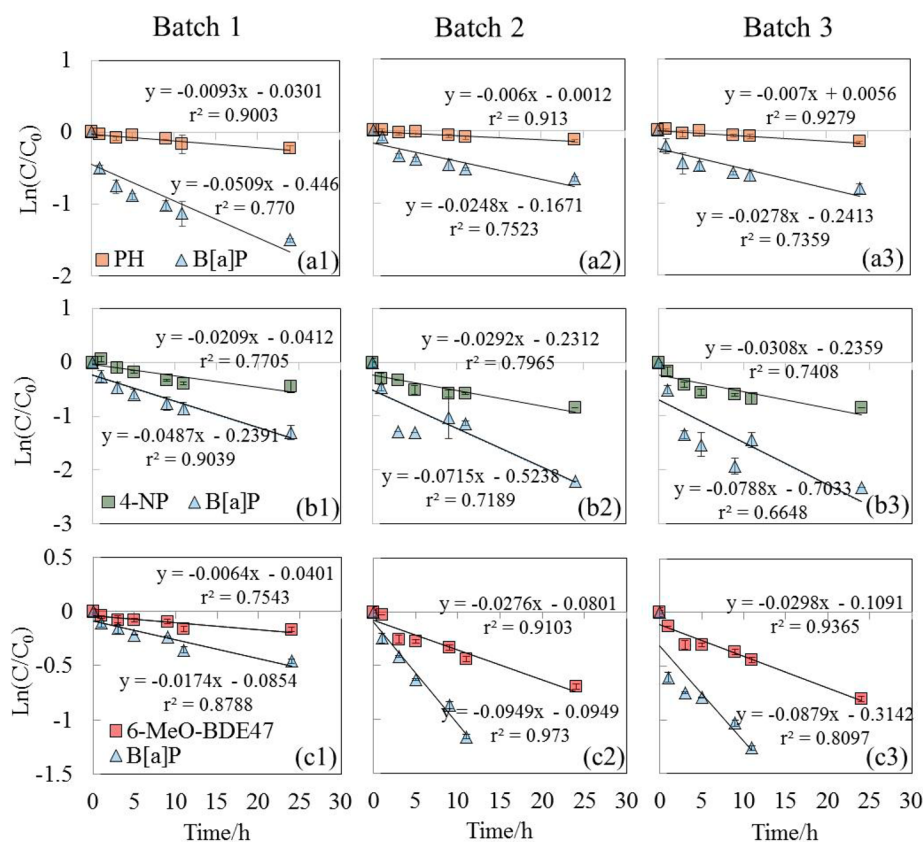 Batch 1 Batch 2 Batch 3
Ln(C/C₀)
1
0
-1
-2
y = -0.0093x - 0.0301
r² = 0.9003
y = -0.0509x - 0.446
r² = 0.770
PH B[a]P (a1)
y = -0.006x - 0.0012
r² = 0.913
y = -0.0248x - 0.1671
r² = 0.7523
(a2)
y = -0.007x + 0.0056
r² = 0.9279
y = -0.0278x - 0.2413
r² = 0.7359
(a3)
Ln(C/C₀)
1
0
-1
-2
-3
y = -0.0209x - 0.0412
r² = 0.7705
y = -0.0487x - 0.2391
r² = 0.9039
4-NP B[a]P (b1)
y = -0.0292x - 0.2312
r² = 0.7965
y = -0.0715x - 0.5238
r² = 0.7189
(b2)
y = -0.0308x - 0.2359
r² = 0.7408
y = -0.0788x - 0.7033
r² = 0.6648
(b3)
Ln(C/C₀)
0.5
0
-0.5
-1
-1.5
y = -0.0064x - 0.0401
r² = 0.7543
y = -0.0174x - 0.0854
r² = 0.8788
6-MeO-BDE47
B[a]P (c1)
y = -0.0276x - 0.0801
r² = 0.9103
y = -0.0949x - 0.0949
r² = 0.973
(c2)
y = -0.0298x - 0.1091
r² = 0.9365
y = -0.0879x - 0.3142
r² = 0.8097
(c3)
0 5 10 15 20 25 30 0 5 10 15 20 25 30 0 5 10 15 20 25 30
Time/h Time/h Time/h